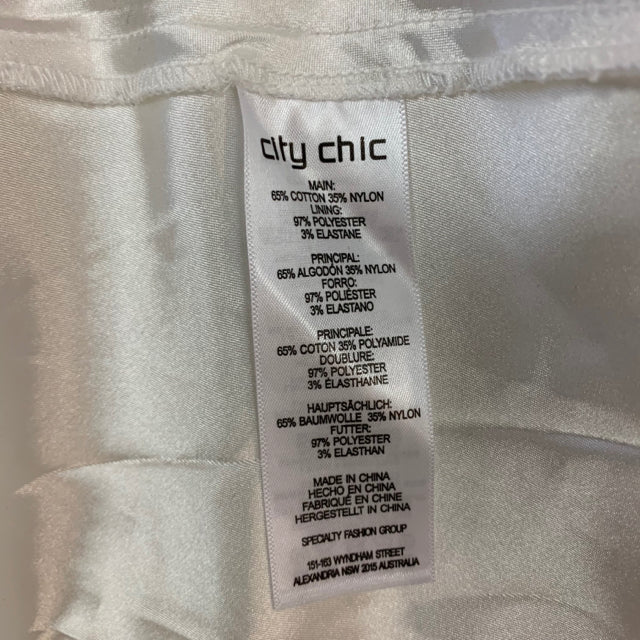 city chic
MAIN:
65% COTTON 35% NYLON
LINING:
97% POLYESTER
3% ELASTANE
PRINCIPAL:
65% ALGODÓN 35% NYLON
FORRO:
97% POLIÉSTER
3% ELASTANO
PRINCIPALE:
65% COTON 35% POLYAMIDE
DOUBLURE:
97% POLYESTER
3% ÉLASTHANNE
HAUPTSÄCHLICH:
65% BAUMWOLLE 35% NYLON
FUTTER:
97% POLYESTER
3% ELASTHAN
MADE IN CHINA
HECHO EN CHINA
FABRIQUÉ EN CHINE
HERGESTELLT IN CHINA
SPECIALTY FASHION GROUP
151-163 WYNDHAM STREET
ALEXANDRIA NSW 2015 AUSTRALIA